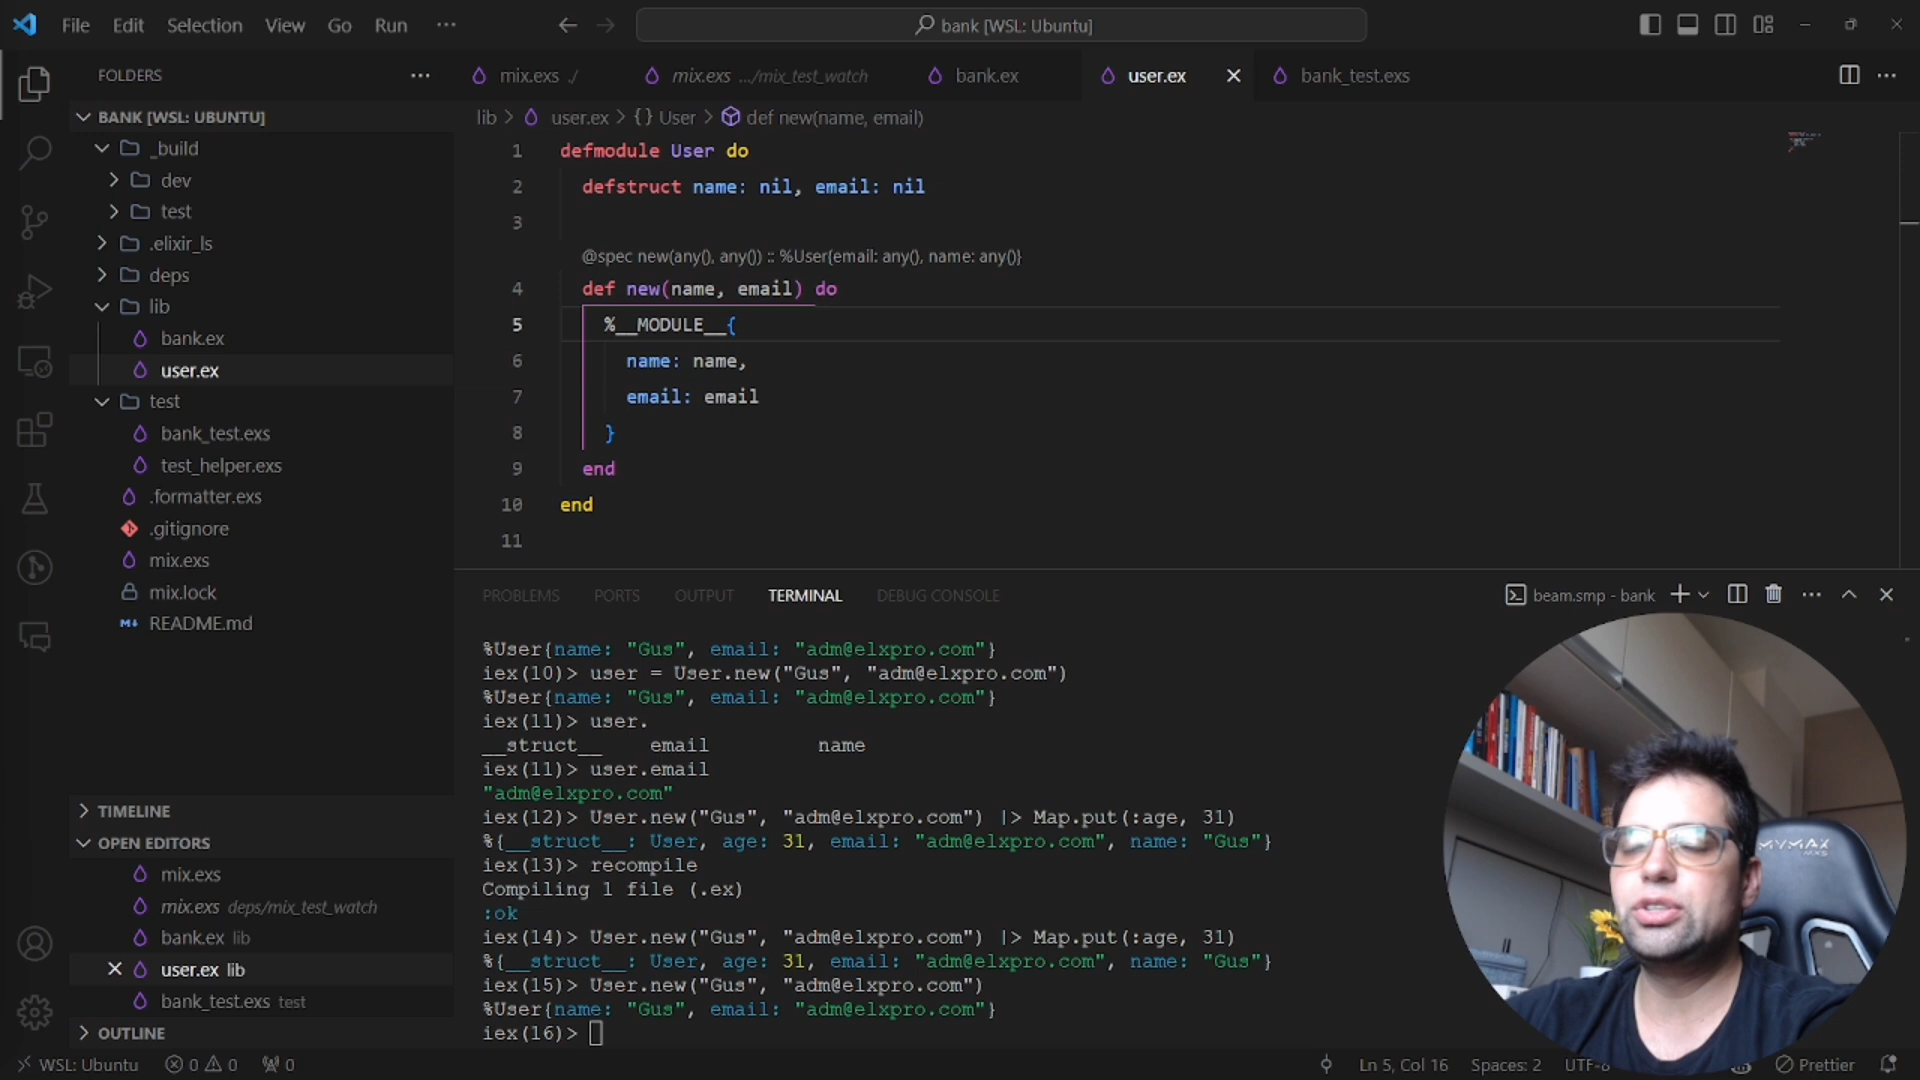 File Edit Selection View Go Run ···
bank [WSL: Ubuntu]
FOLDERS ···
mix.exs ./ mix.exs .../mix_test_watch bank.ex user.ex bank_test.exs
BANK [WSL: UBUNTU]
_build
dev
test
.elixir_ls
deps
lib
bank.ex
user.ex
test
bank_test.exs
test_helper.exs
.formatter.exs
.gitignore
mix.exs
mix.lock
README.md
TIMELINE
OPEN EDITORS
mix.exs
mix.exs deps/mix_test_watch
bank.ex lib
user.ex lib
bank_test.exs test
OUTLINE
lib > user.ex > {} User > def new(name, email)
1 defmodule User do
2 defstruct name: nil, email: nil
3
@spec new(any(), any()) :: %User{email: any(), name: any()}
4 def new(name, email) do
5 %__MODULE__{
6 name: name,
7 email: email
8 }
9 end
10 end
11
PROBLEMS PORTS OUTPUT TERMINAL DEBUG CONSOLE
beam.smp - bank
%User{name: "Gus", email: "adm@elxpro.com"}
iex(10)> user = User.new("Gus", "adm@elxpro.com")
%User{name: "Gus", email: "adm@elxpro.com"}
iex(11)> user.
__struct__ email name
iex(11)> user.email
"adm@elxpro.com"
iex(12)> User.new("Gus", "adm@elxpro.com") |> Map.put(:age, 31)
%{__struct__: User, age: 31, email: "adm@elxpro.com", name: "Gus"}
iex(13)> recompile
Compiling 1 file (.ex)
:ok
iex(14)> User.new("Gus", "adm@elxpro.com") |> Map.put(:age, 31)
%{__struct__: User, age: 31, email: "adm@elxpro.com", name: "Gus"}
iex(15)> User.new("Gus", "adm@elxpro.com")
%User{name: "Gus", email: "adm@elxpro.com"}
iex(16)>
MYMAX
WSL: Ubuntu 0 0 0
Ln 5, Col 16 Spaces: 2 Prettier